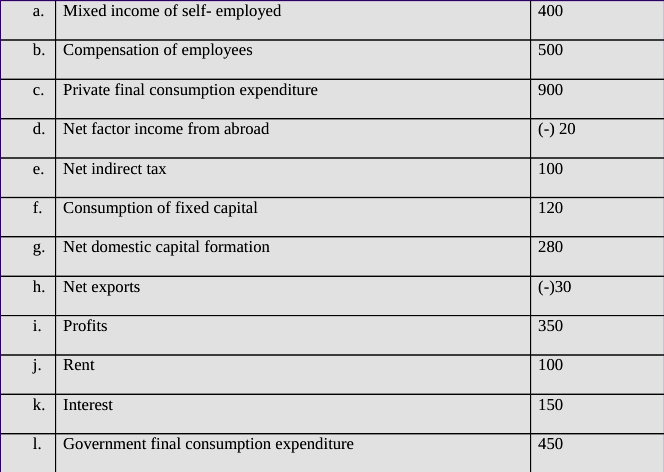 a. Mixed income of self- employed 400
b. Compensation of employees 500
c. Private final consumption expenditure 900
d. Net factor income from abroad (-) 20
e. Net indirect tax 100
f. Consumption of fixed capital 120
g. Net domestic capital formation 280
h. Net exports (-)30
i. Profits 350
j. Rent 100
k. Interest 150
l. Government final consumption expenditure 450